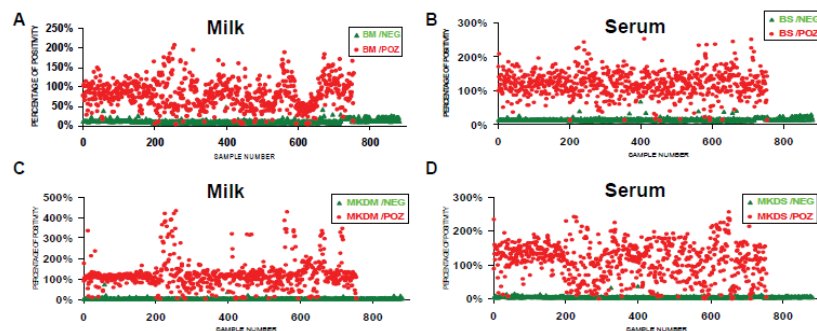 A
Milk
PERCENTAGE OF POSITIVITY
250%
200%
150%
100%
50%
0%
BM /NEG
BM /POZ
0 200 400 600 800
SAMPLE NUMBER
B
Serum
PERCENTAGE OF POSITIVITY
300%
200%
100%
0%
BS /NEG
BS /POZ
0 200 400 600 800
SAMPLE NUMBER
C
Milk
PERCENTAGE OF POSITIVITY
500%
400%
300%
200%
100%
0%
MKDM /NEG
MKDM /POZ
0 200 400 600 800
SAMPLE NUMBER
D
Serum
PERCENTAGE OF POSITIVITY
300%
200%
100%
0%
MKDS /NEG
MKDS /POZ
0 200 400 600 800
SAMPLE NUMBER